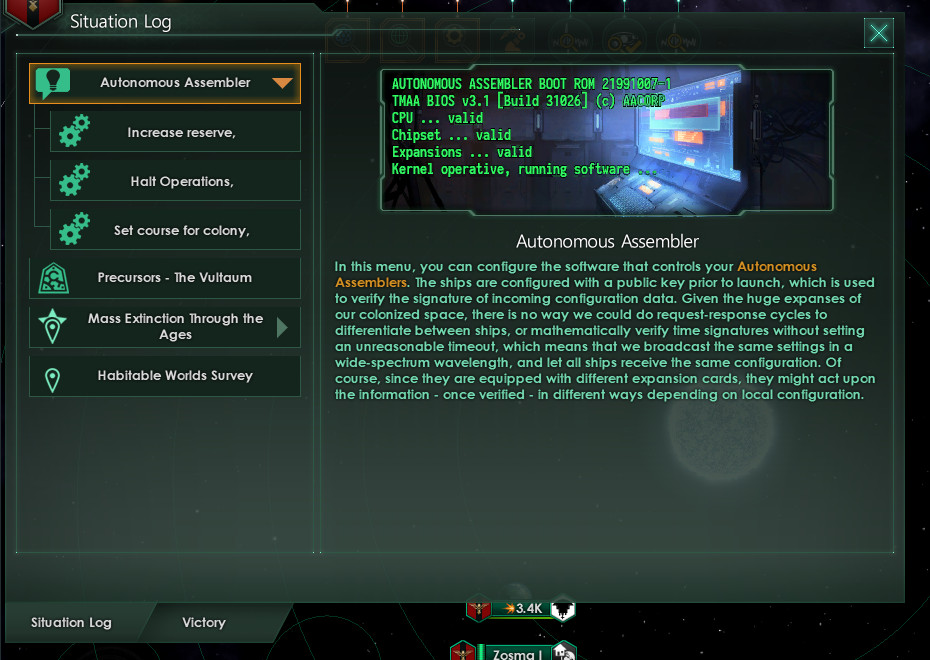 Situation Log
Autonomous Assembler
Increase reserve,
Halt Operations,
Set course for colony,
Precursors - The Vultaum
Mass Extinction Through the
Ages
Habitable Worlds Survey
AUTONOMOUS ASSEMBLER BOOT ROM 21991007-1
TMAA BIOS v3.1 [Build 31026] (c) AACORP
CPU ... valid
Chipset ... valid
Expansions ... valid
Kernel operative, running software ...
Autonomous Assembler
In this menu, you can configure the software that controls your Autonomous
Assemblers. The ships are configured with a public key prior to launch, which is used
to verify the signature of incoming configuration data. Given the huge expanses of
our colonized space, there is no way we could do request-response cycles to
differentiate between ships, or mathematically verify time signatures without setting
an unreasonable timeout, which means that we broadcast the same settings in a
wide-spectrum wavelength, and let all ships receive the same configuration. Of
course, since they are equipped with different expansion cards, they might act upon
the information - once verified - in different ways depending on local configuration.
3.4K
Situation Log
Victory
Zosma I